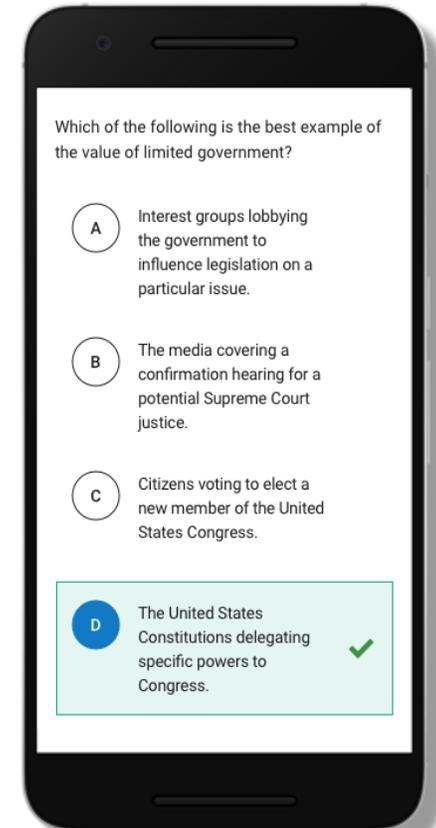 Which of the following is the best example of
the value of limited government?
A
Interest groups lobbying
the government to
influence legislation on a
particular issue.
B
The media covering a
confirmation hearing for a
potential Supreme Court
justice.
C
Citizens voting to elect a
new member of the United
States Congress.
D
The United States
Constitutions delegating
specific powers to
Congress.